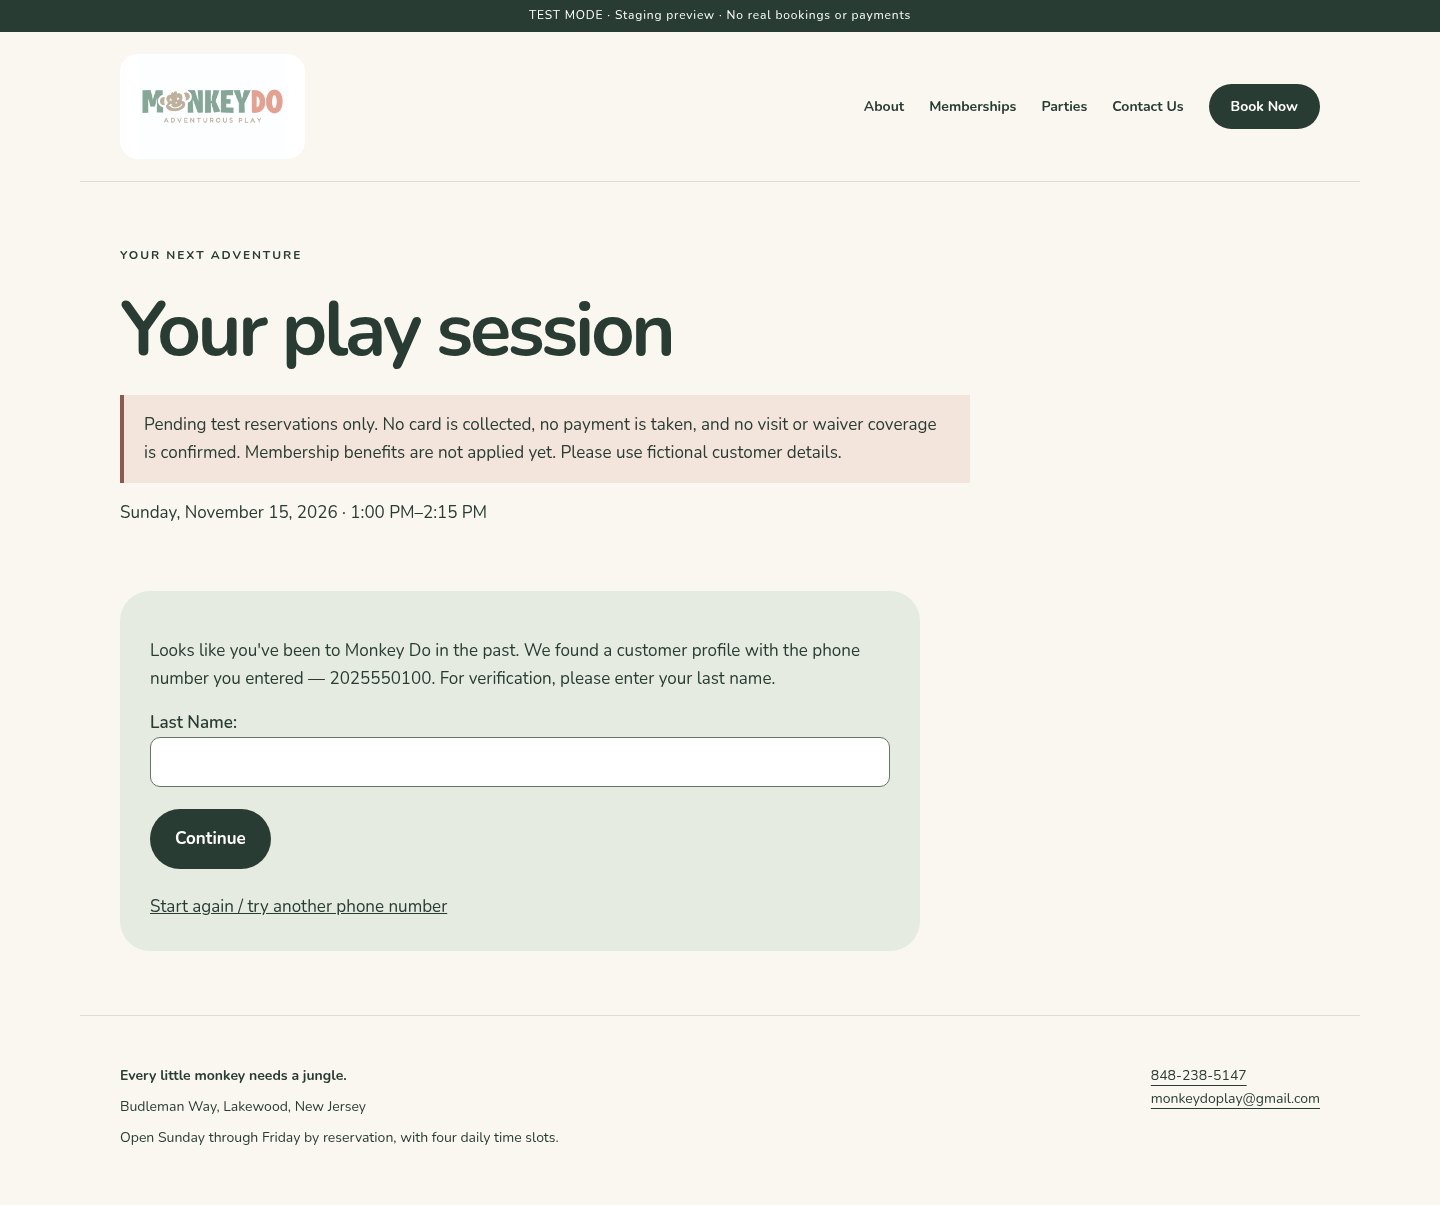 TEST MODE · Staging preview · No real bookings or payments
MONKEYDO
ADVENTUROUS PLAY
About Memberships Parties Contact Us Book Now
YOUR NEXT ADVENTURE
Your play session
Pending test reservations only. No card is collected, no payment is taken, and no visit or waiver coverage
is confirmed. Membership benefits are not applied yet. Please use fictional customer details.
Sunday, November 15, 2026 · 1:00 PM–2:15 PM
Looks like you've been to Monkey Do in the past. We found a customer profile with the phone
number you entered — 2025550100. For verification, please enter your last name.
Last Name:
Continue
Start again / try another phone number
Every little monkey needs a jungle.
Budleman Way, Lakewood, New Jersey
Open Sunday through Friday by reservation, with four daily time slots.
848-238-5147
monkeydoplay@gmail.com